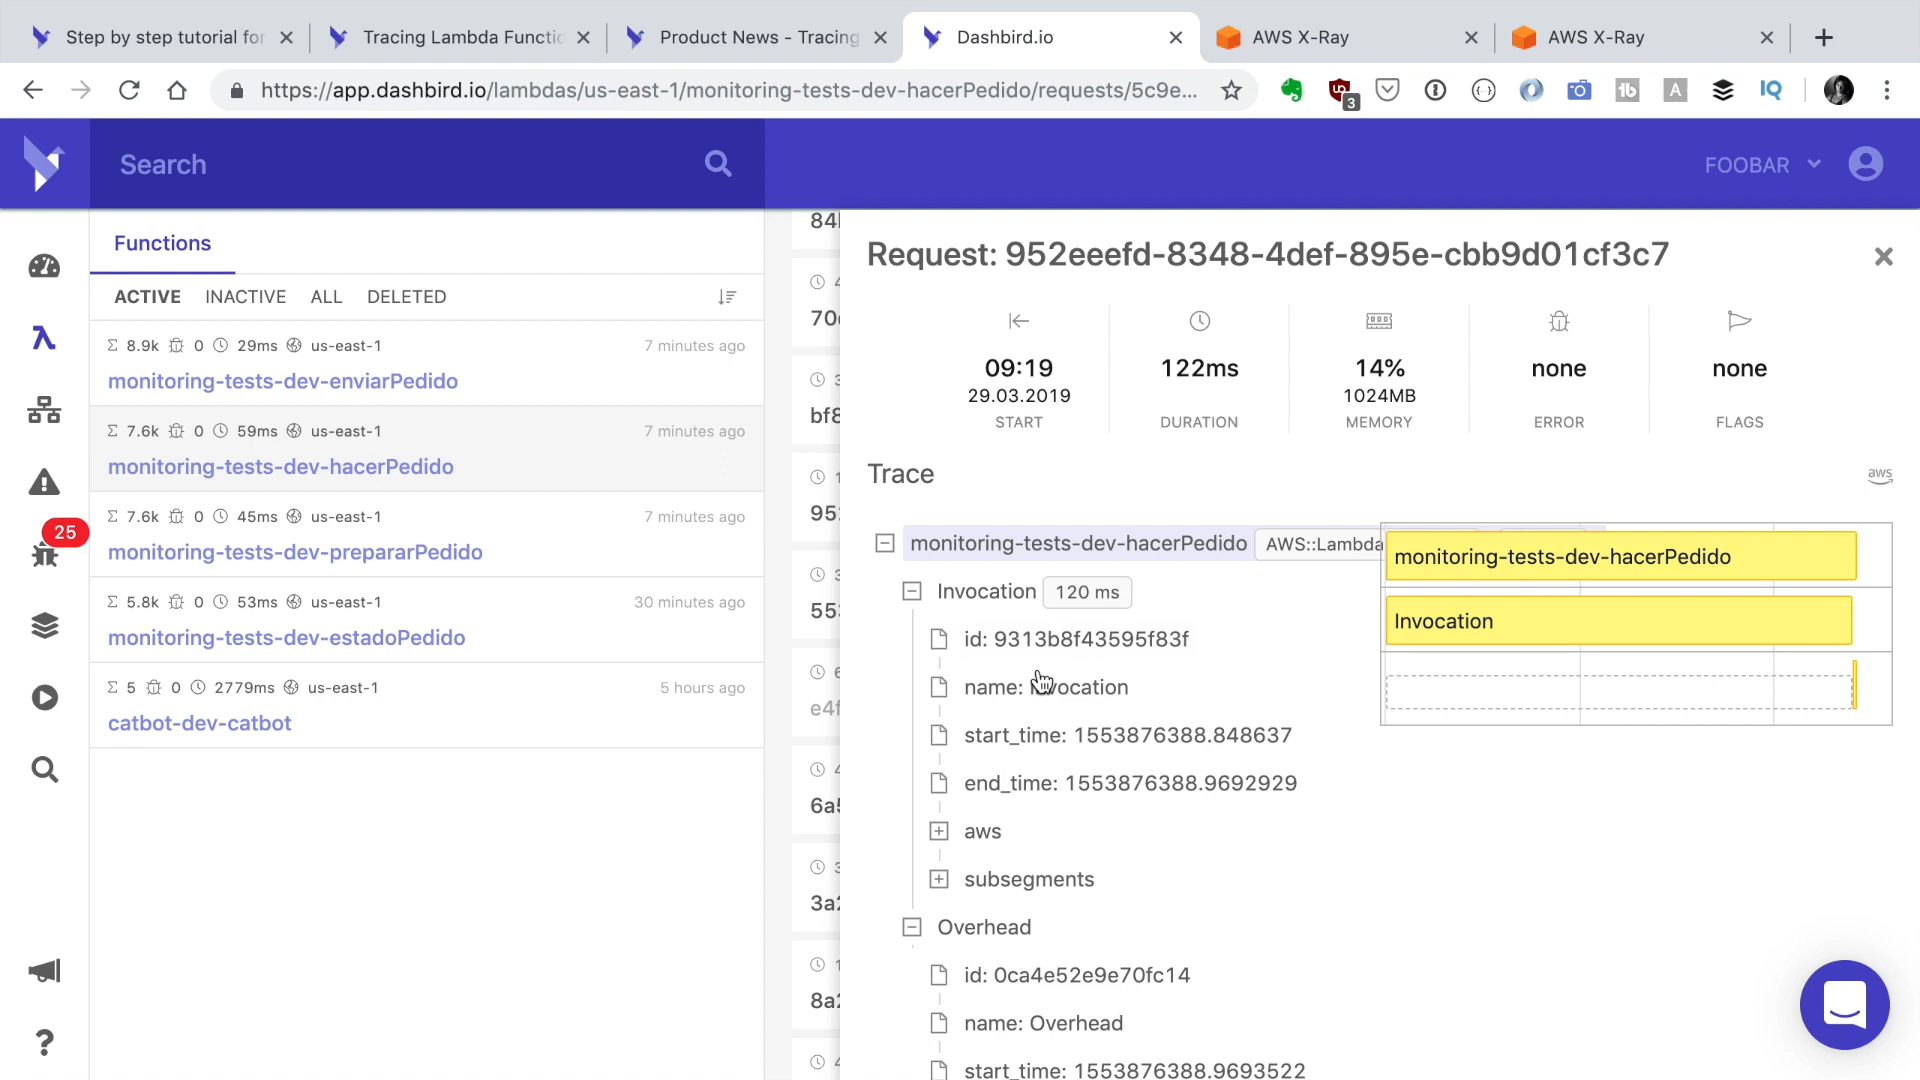 Step by step tutorial for
Tracing Lambda Functio
Product News - Tracing
Dashbird.io
AWS X-Ray
AWS X-Ray
https://app.dashbird.io/lambdas/us-east-1/monitoring-tests-dev-hacerPedido/requests/5c9e...
3
Search
FOOBAR
Functions
ACTIVE INACTIVE ALL DELETED
Σ 8.9k 0 29ms us-east-1 7 minutes ago
monitoring-tests-dev-enviarPedido
Σ 7.6k 0 59ms us-east-1 7 minutes ago
monitoring-tests-dev-hacerPedido
Σ 7.6k 0 45ms us-east-1 7 minutes ago
monitoring-tests-dev-prepararPedido
Σ 5.8k 0 53ms us-east-1 30 minutes ago
monitoring-tests-dev-estadoPedido
Σ 5 0 2779ms us-east-1 5 hours ago
catbot-dev-catbot
25
Request: 952eeefd-8348-4def-895e-cbb9d01cf3c7
09:19 122ms 14% none none
29.03.2019 1024MB
START DURATION MEMORY ERROR FLAGS
Trace
aws
monitoring-tests-dev-hacerPedido AWS::Lambda
Invocation 120 ms
id: 9313b8f43595f83f
name: Invocation
start_time: 1553876388.848637
end_time: 1553876388.9692929
aws
subsegments
Overhead
id: 0ca4e52e9e70fc14
name: Overhead
start_time: 1553876388.9693522
monitoring-tests-dev-hacerPedido
Invocation